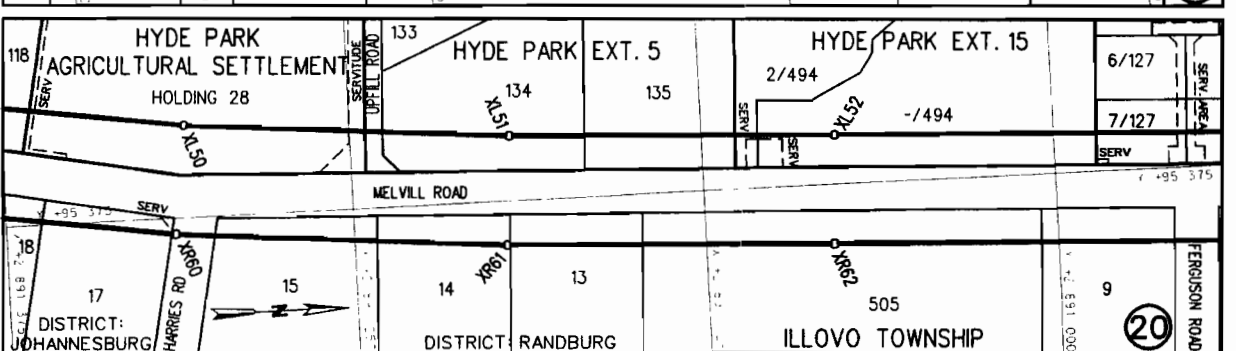 118
HYDE PARK
AGRICULTURAL SETTLEMENT
HOLDING 28
SERV
SERVITUDE
UPFILL ROAD
133
HYDE PARK EXT. 5
134
135
HYDE PARK EXT. 15
2/494
-/494
6/127
7/127
SERV AREA
SERV
SERV
SERV
XL50
XL51
XL52
MELVILL ROAD
Y +95 375
+95 375
SERV
18
17
DISTRICT:
JOHANNESBURG
HARRIES RD
XR60
15
N
14
XR61
13
DISTRICT: RANDBURG
XR62
505
ILLOVO TOWNSHIP
9
20
FERGUSON ROAD